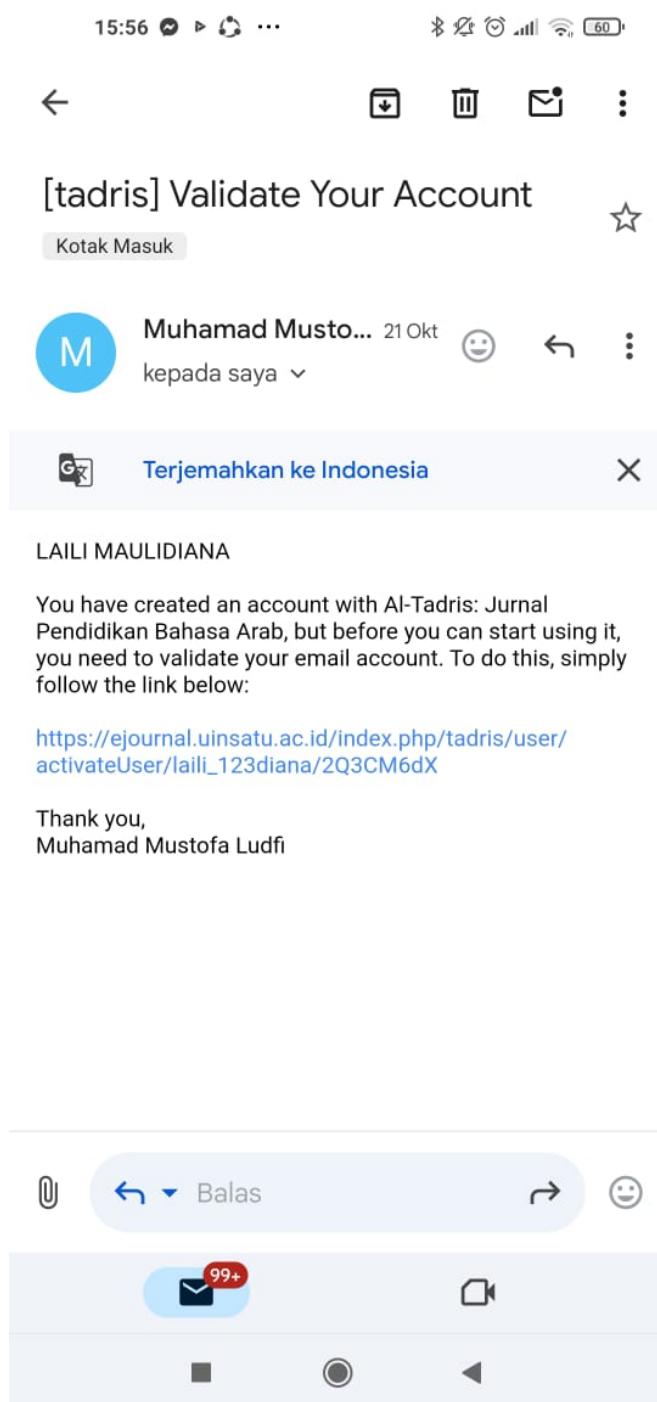 15:56
60
[tadris] Validate Your Account
Kotak Masuk
M
Muhamad Musto... 21 Okt
kepada saya
G
Terjemahkan ke Indonesia
LAILI MAULIDIANA
You have created an account with Al-Tadris: Jurnal
Pendidikan Bahasa Arab, but before you can start using it,
you need to validate your email account. To do this, simply
follow the link below:
https://ejournal.uinsatu.ac.id/index.php/tadris/user/
activateUser/laili_123diana/2Q3CM6dX
Thank you,
Muhamad Mustofa Ludfi
Balas
99+